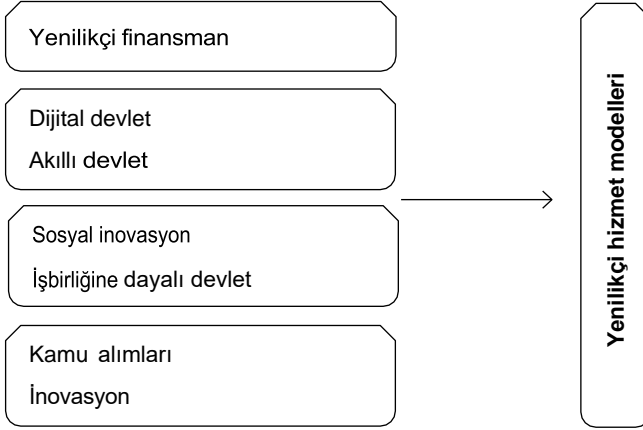 Yenilikçi finansman
Dijital devlet
Akıllı devlet
Sosyal inovasyon
İşbirliğine dayalı devlet
Kamu alımları
İnovasyon
Yenilikçi hizmet modelleri